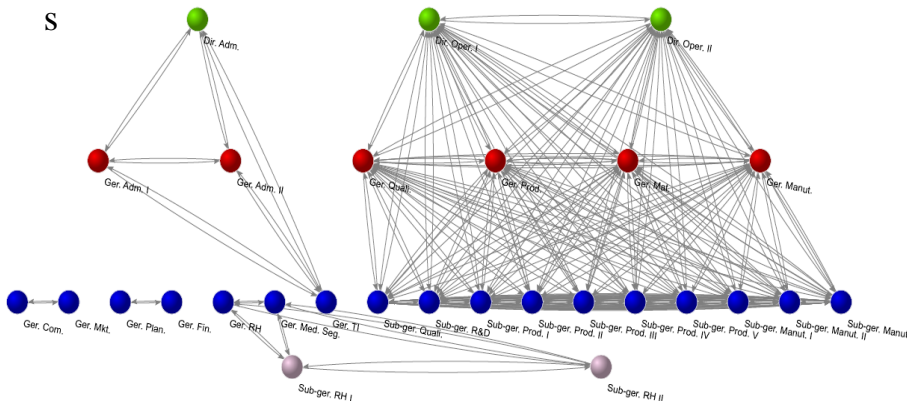 S
Dir. Adm.
Dir. Oper. I
Dir. Oper. II
Ger. Adm. I
Ger. Adm. II
Ger. Quali.
Ger. Prod.
Ger. Mat.
Ger. Manut.
Ger. Com.
Ger. Mkt.
Ger. Plan.
Ger. Fin.
Ger. RH
Ger. Med. Seg.
Ger. TI
Sub-ger. Quali.
Sub-ger. R&D
Sub-ger. Prod. I
Sub-ger. Prod. II
Sub-ger. Prod. III
Sub-ger. Prod. IV
Sub-ger. Prod. V
Sub-ger. Manut. I
Sub-ger. Manut. II
Sub-ger. Manut
Sub-ger. RH I
Sub-ger. RH II